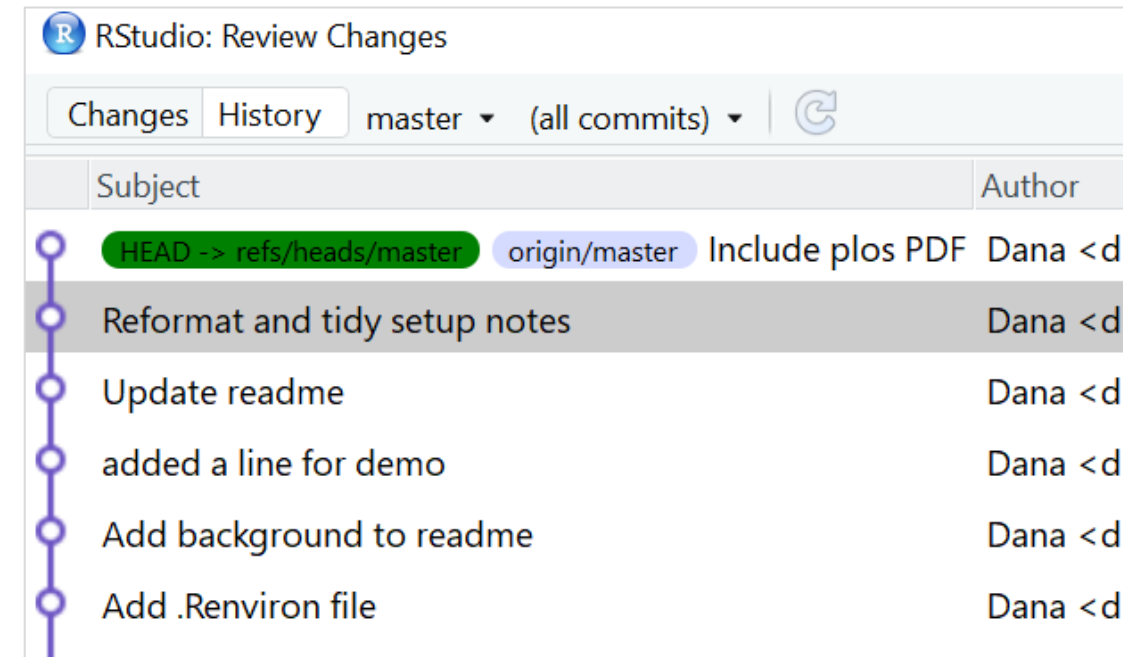 R RStudio: Review Changes
Changes History master (all commits)
Subject Author
HEAD -> refs/heads/master origin/master Include plos PDF Dana <d
Reformat and tidy setup notes Dana <d
Update readme Dana <d
added a line for demo Dana <d
Add background to readme Dana <d
Add .Renviron file Dana <d